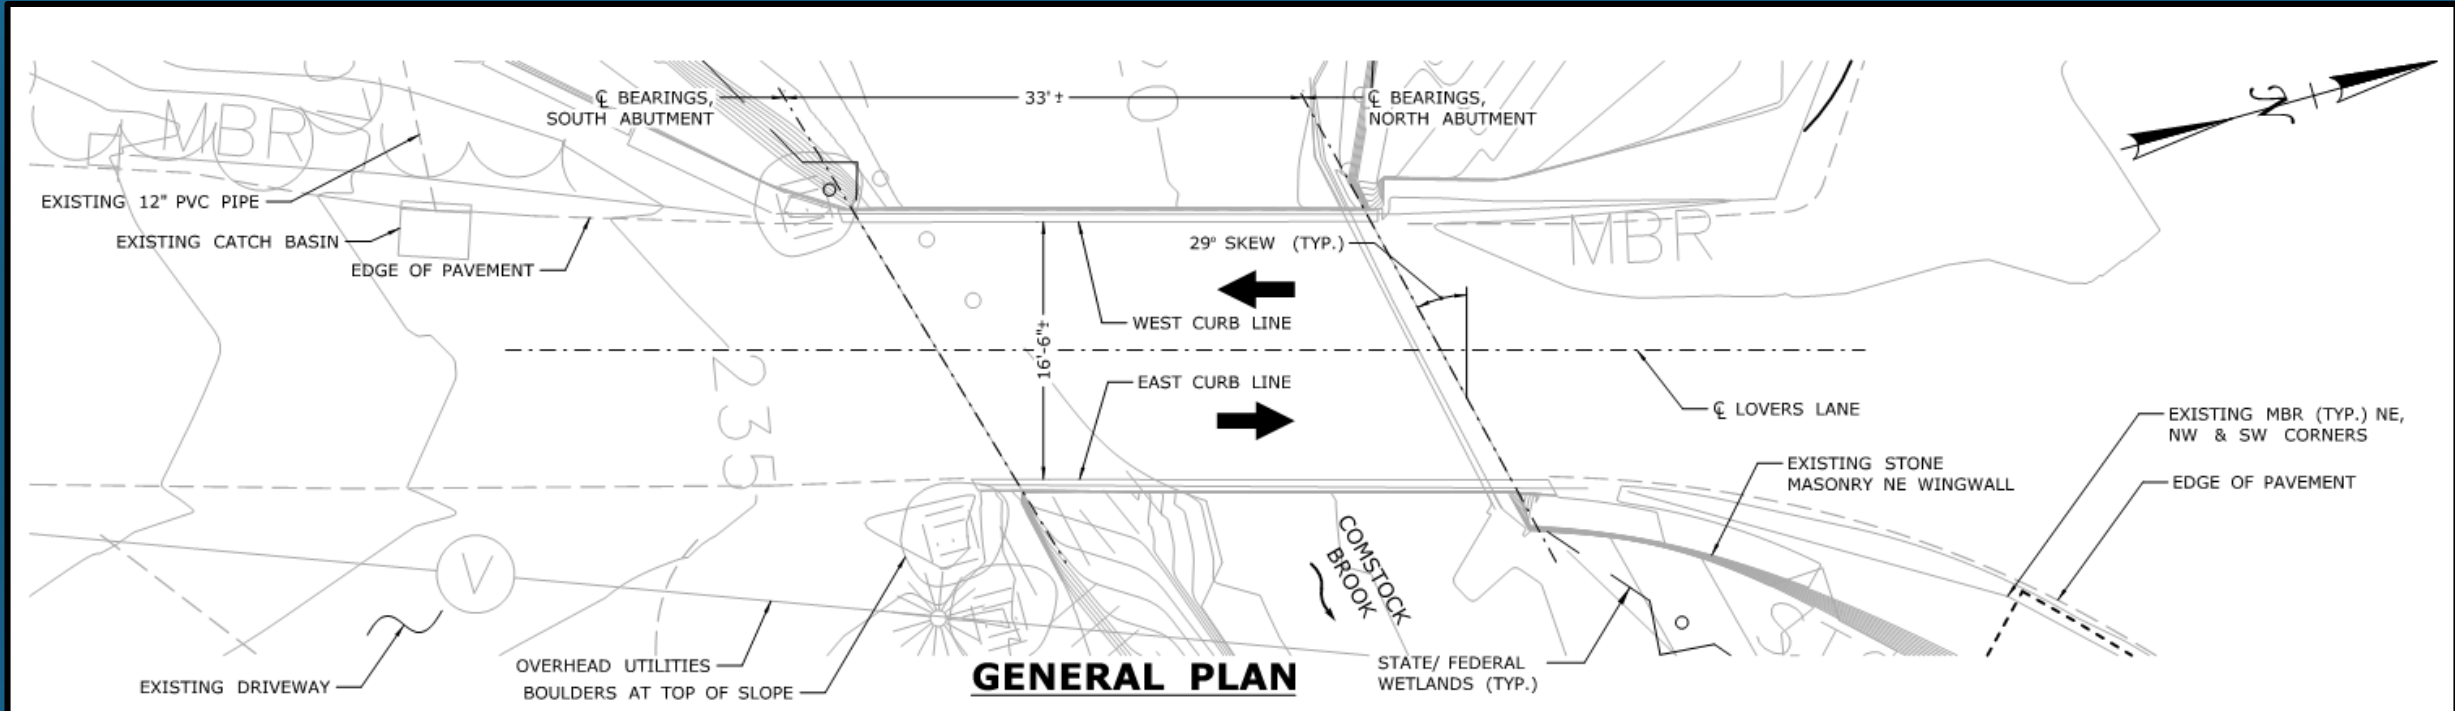 ℄ BEARINGS,
SOUTH ABUTMENT
33'±
℄ BEARINGS,
NORTH ABUTMENT
N
MBR
EXISTING 12" PVC PIPE
EXISTING CATCH BASIN
EDGE OF PAVEMENT
29° SKEW (TYP.)
MBR
WEST CURB LINE
16'-6"±
EAST CURB LINE
235
℄ LOVERS LANE
EXISTING MBR (TYP.) NE,
NW & SW CORNERS
EXISTING STONE
MASONRY NE WINGWALL
EDGE OF PAVEMENT
COMSTOCK
BROOK
V
OVERHEAD UTILITIES
BOULDERS AT TOP OF SLOPE
EXISTING DRIVEWAY
GENERAL PLAN
STATE/ FEDERAL
WETLANDS (TYP.)